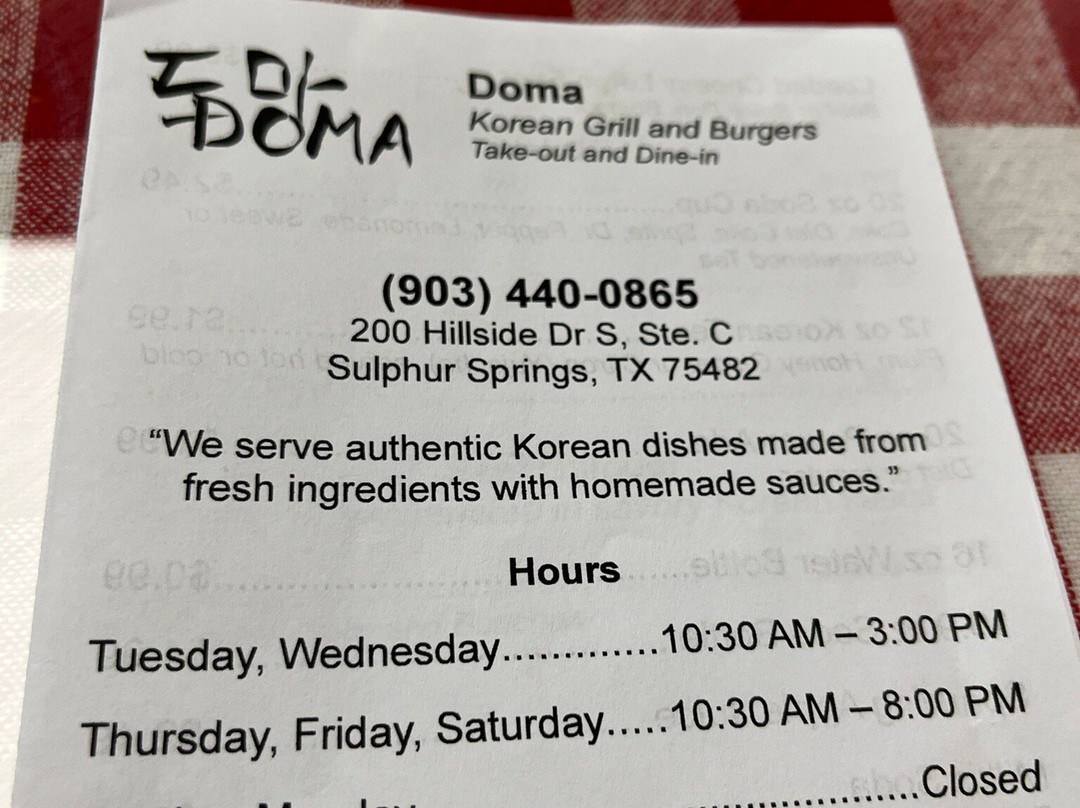 도마
DOMA
Doma
Korean Grill and Burgers
Take-out and Dine-in
(903) 440-0865
200 Hillside Dr S, Ste. C
Sulphur Springs, TX 75482
“We serve authentic Korean dishes made from
fresh ingredients with homemade sauces.”
Hours
Tuesday, Wednesday.............10:30 AM – 3:00 PM
Thursday, Friday, Saturday.....10:30 AM – 8:00 PM
Closed